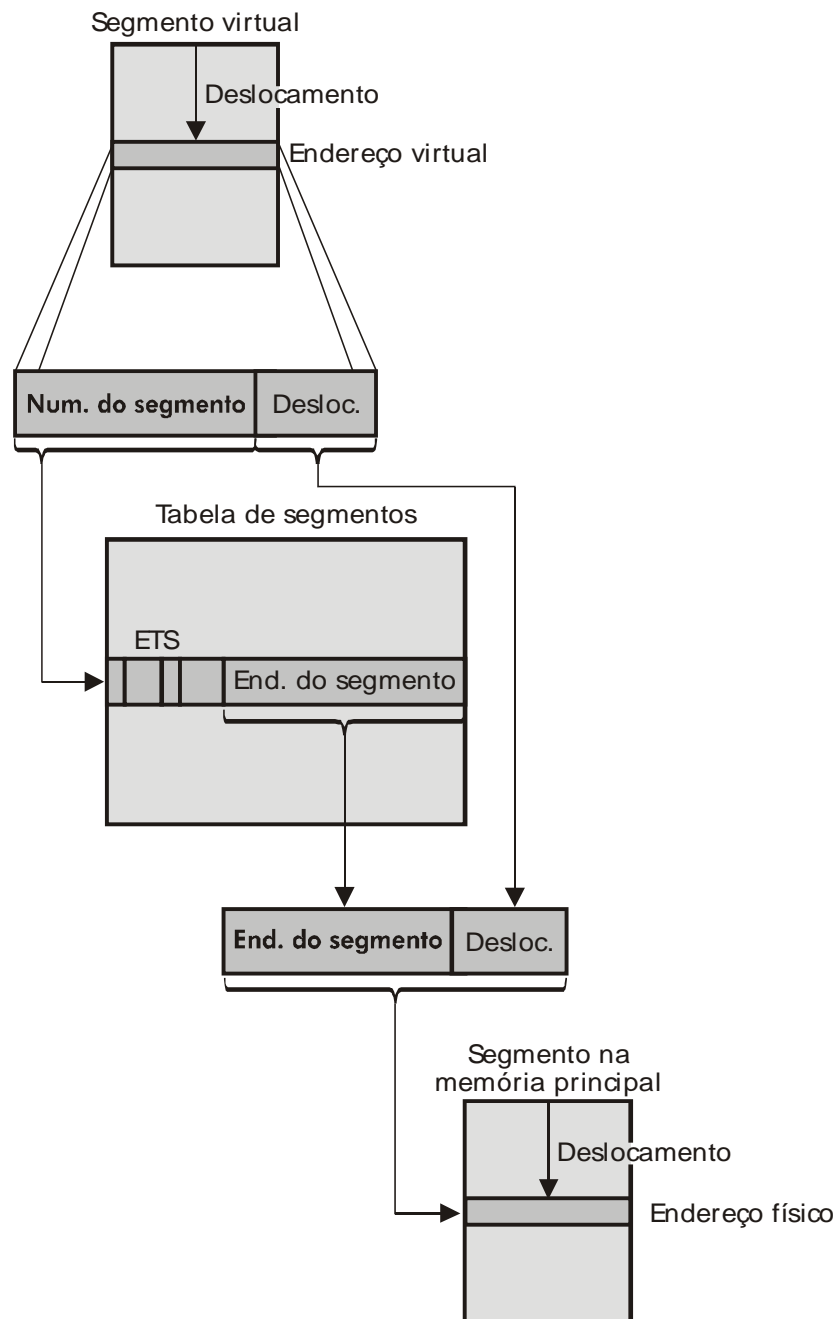 Segmento virtual
Deslocamento
Endereço virtual
Num. do segmento
Desloc.
Tabela de segmentos
ETS
End. do segmento
End. do segmento
Desloc.
Segmento na
memória principal
Deslocamento
Endereço físico